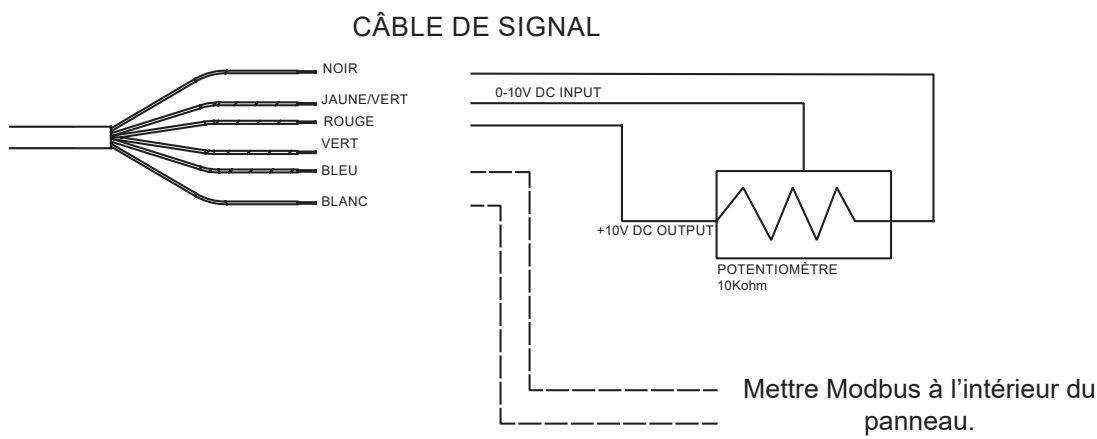 CÂBLE DE SIGNAL
NOIR
JAUNE/VERT
ROUGE
VERT
BLEU
BLANC
0-10V DC INPUT
+10V DC OUTPUT
POTENTIOMÈTRE
10Kohm
Mettre Modbus à l’intérieur du
panneau.